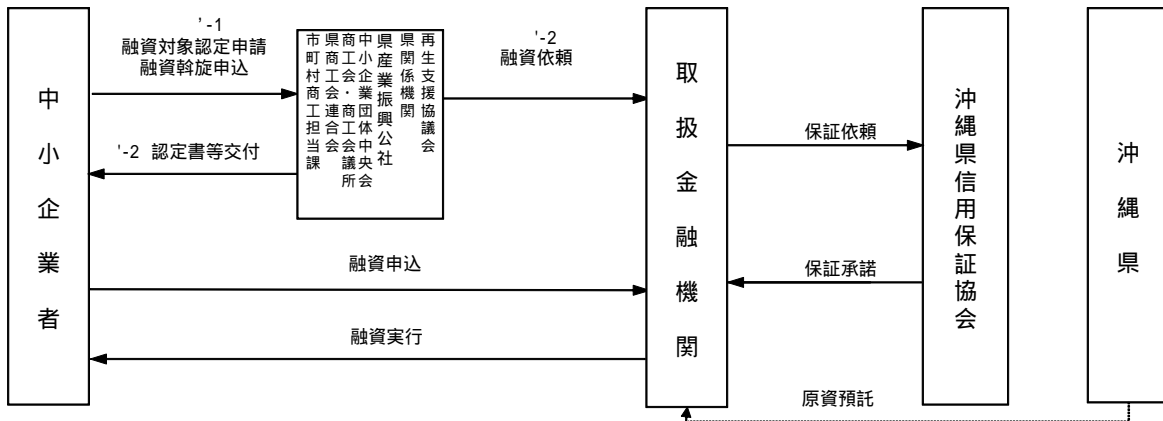 中小企業者
'-1
融資対象認定申請
融資斡旋申込
'-2 認定書等交付
再生支援協議会
県関係機関
県産業振興公社
中小企業団体中央会
商工会・商工会議所
県商工会連合会
市町村商工担当課
'-2
融資依頼
融資申込
融資実行
取扱金融機関
保証依頼
保証承諾
原資預託
沖縄県信用保証協会
沖縄県